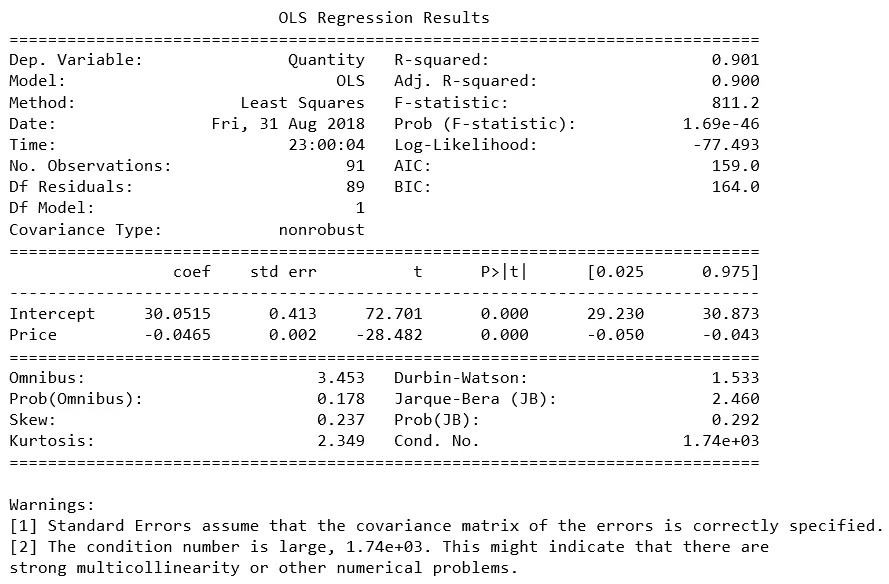 OLS Regression Results
==============================================================================
Dep. Variable:               Quantity   R-squared:                       0.901
Model:                            OLS   Adj. R-squared:                  0.900
Method:                 Least Squares   F-statistic:                     811.2
Date:                Fri, 31 Aug 2018   Prob (F-statistic):           1.69e-46
Time:                        23:00:04   Log-Likelihood:                -77.493
No. Observations:                  91   AIC:                             159.0
Df Residuals:                      89   BIC:                             164.0
Df Model:                           1
Covariance Type:            nonrobust
==============================================================================
                 coef    std err          t      P>|t|      [0.025      0.975]
------------------------------------------------------------------------------
Intercept     30.0515      0.413     72.701      0.000      29.230      30.873
Price         -0.0465      0.002    -28.482      0.000      -0.050      -0.043
==============================================================================
Omnibus:                        3.453   Durbin-Watson:                   1.533
Prob(Omnibus):                  0.178   Jarque-Bera (JB):                2.460
Skew:                           0.237   Prob(JB):                        0.292
Kurtosis:                       2.349   Cond. No.                     1.74e+03
==============================================================================
Warnings:
[1] Standard Errors assume that the covariance matrix of the errors is correctly specified.
[2] The condition number is large, 1.74e+03. This might indicate that there are
strong multicollinearity or other numerical problems.